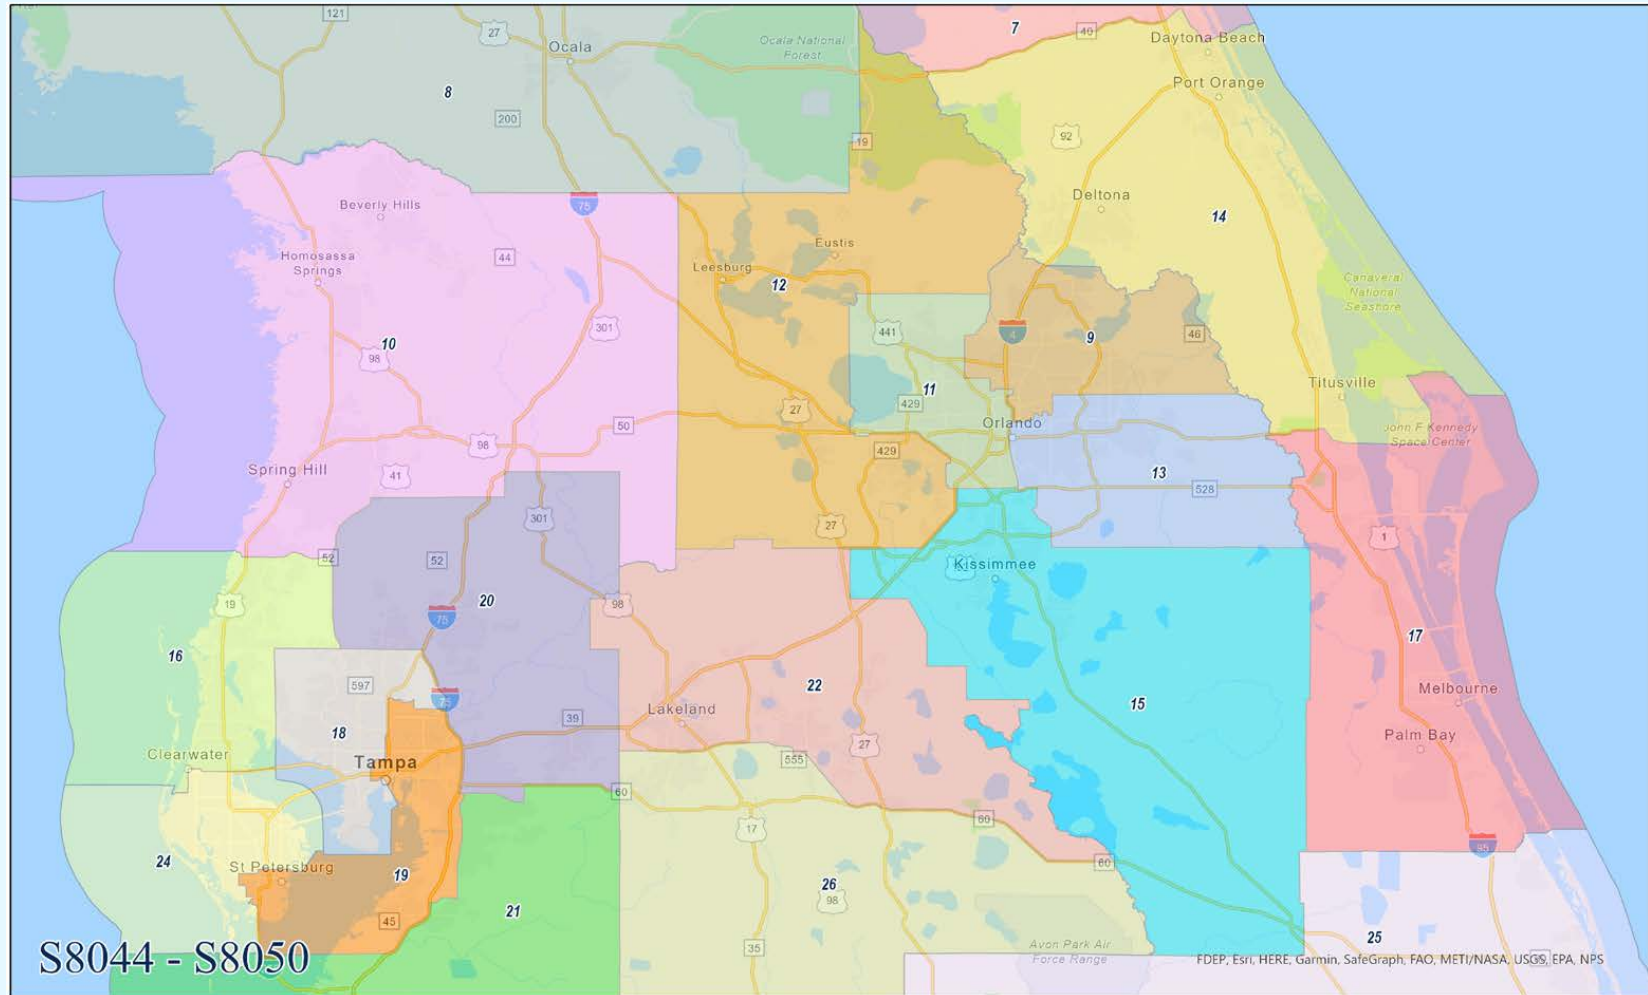 121
7
27
40
Daytona Beach
Ocala
Ocala National
Forest
Port Orange
8
200
92
19
Deltona
75
Beverly Hills
14
44
Eustis
Homosassa
Springs
Leesburg
12
Canaveral
National
Seashore
301
441
4
46
10
9
98
11
Titusville
429
27
50
Orlando
John F Kennedy
Space Center
98
429
Spring Hill
41
13
528
301
27
1
52
52
Kissimmee
19
98
20
75
17
16
597
22
Melbourne
75
15
Lakeland
39
18
27
Palm Bay
Clearwater
555
Tampa
60
60
17
95
24
60
St Petersburg
19
26
98
21
45
25
S8044 - S8050
35
Avon Park Air
Force Range
FDEP, Esri, HERE, Garmin, SafeGraph, FAO, METI/NASA, USGS, EPA, NPS